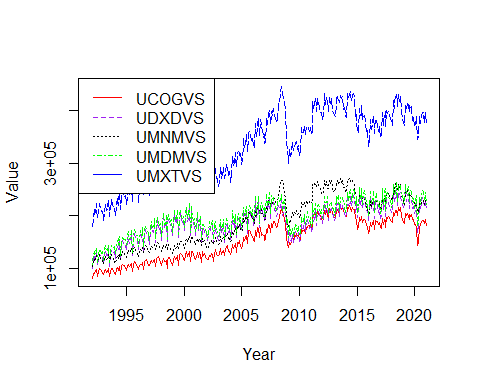 UCOGVS
UDXDVS
UMNMVS
UMDMVS
UMXTVS
Value
1e+05
3e+05
1995
2000
2005
2010
2015
2020
Year